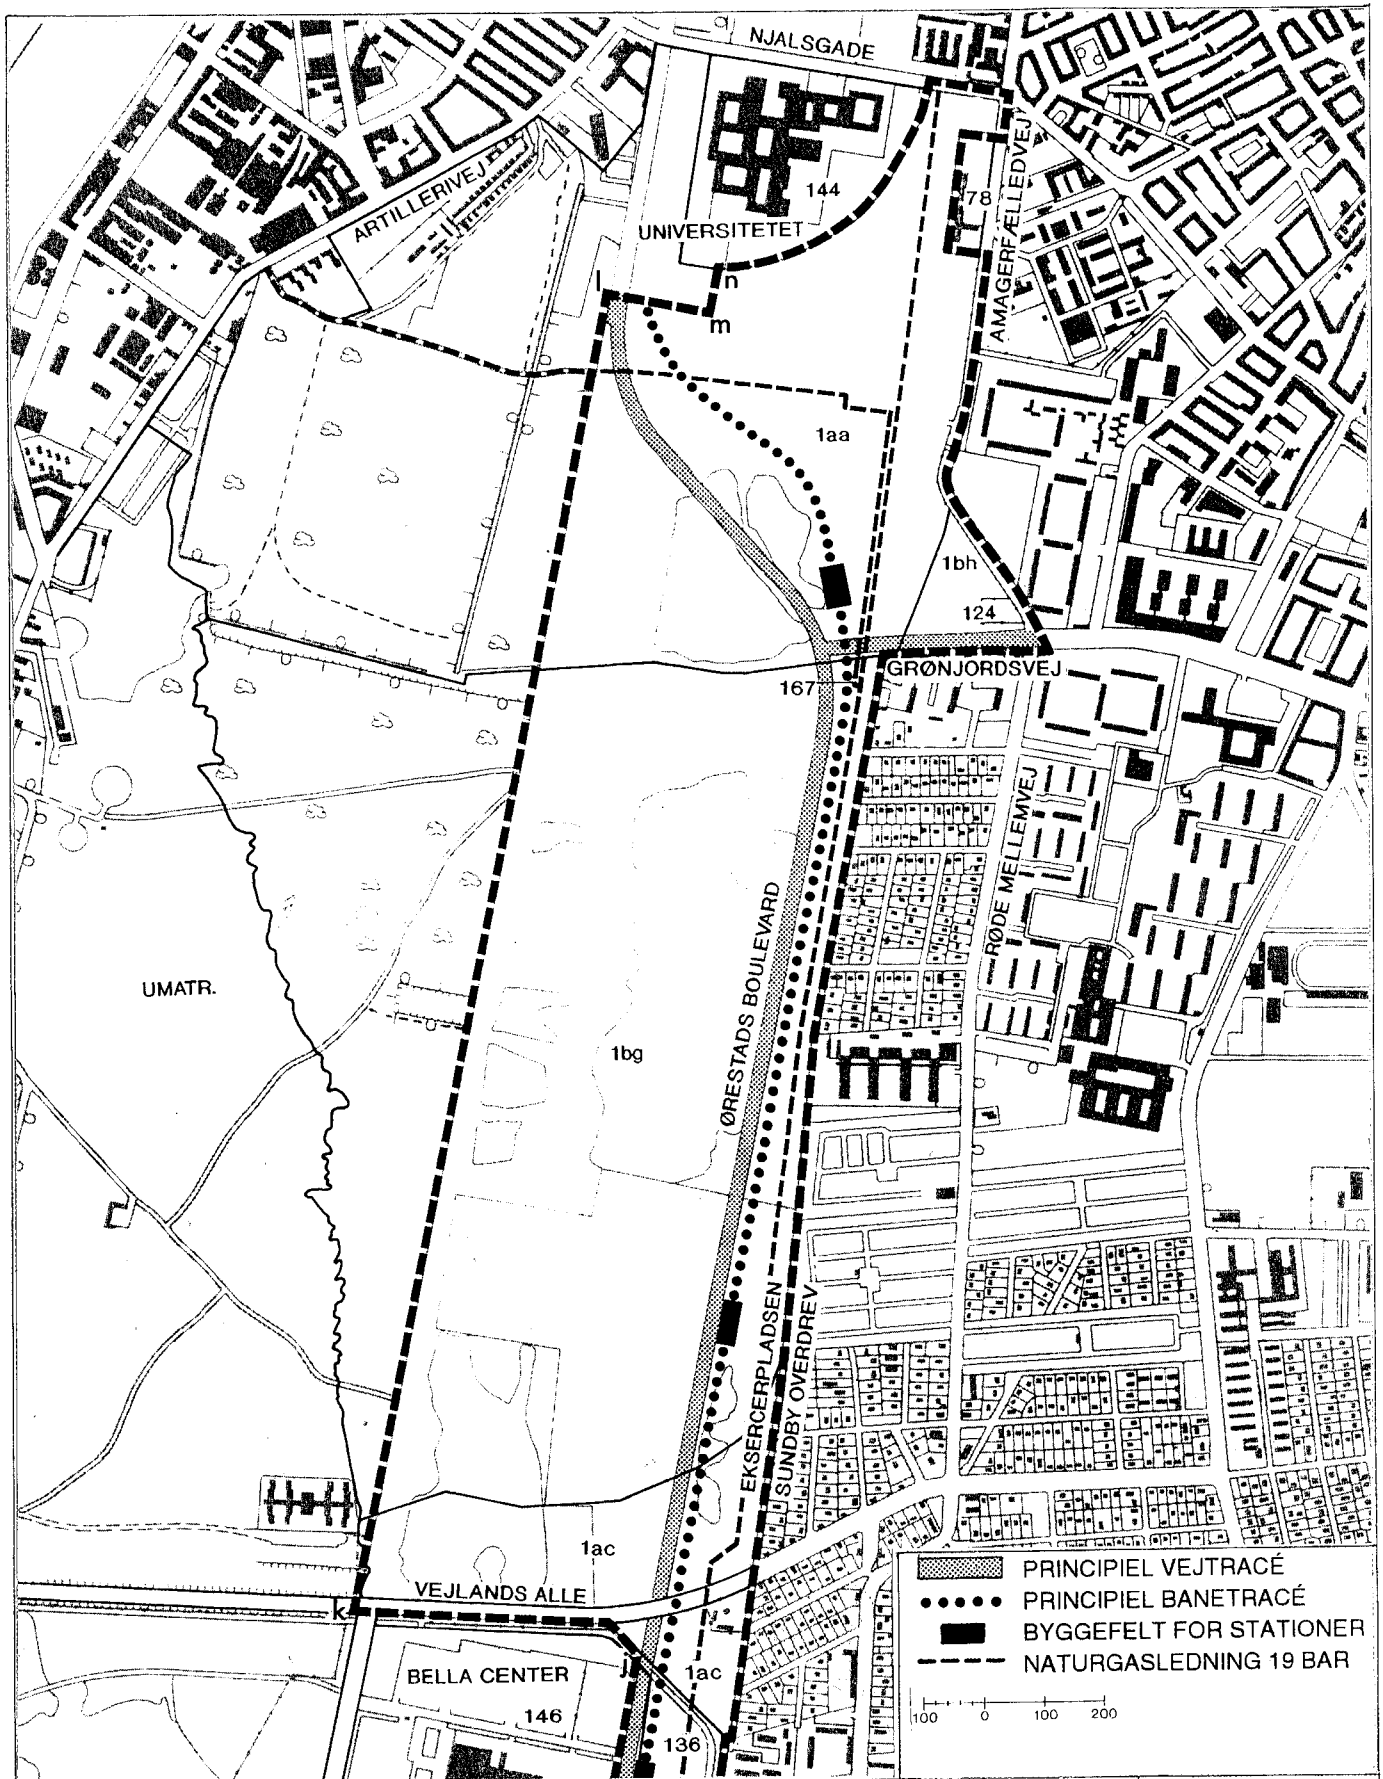 NJALSGADE
ARTILLERIVEJ
144
78
UNIVERSITETET
AMAGERFÆLLEDVEJ
l
n
m
1aa
1bh
124
GRØNJORDSVEJ
167
RØDE MELLEMVEJ
ØRESTADS BOULEVARD
UMATR.
1bg
EKSERCERPLADSEN
SUNDBY OVERDREV
1ac
VEJLANDS ALLE
k
j
BELLA CENTER
146
1ac
136
PRINCIPIEL VEJTRACÉ
PRINCIPIEL BANETRACÉ
BYGGEFELT FOR STATIONER
NATURGASLEDNING 19 BAR
100 0 100 200